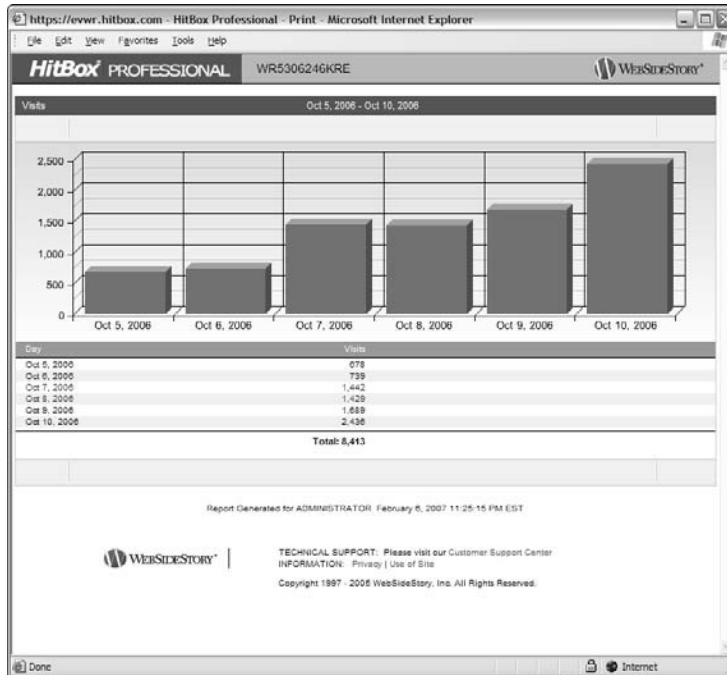 https://evwr.hitbox.com - HitBox Professional - Print - Microsoft Internet Explorer
File Edit View Favorites Tools Help
HitBox PROFESSIONAL WR5306246KRE WEBSIDESTORY
Visits Oct 5, 2006 - Oct 10, 2006
2,500
2,000
1,500
1,000
500
0
Oct 5, 2006 Oct 6, 2006 Oct 7, 2006 Oct 8, 2006 Oct 9, 2006 Oct 10, 2006
Day Visits
Oct 5, 2006 678
Oct 6, 2006 739
Oct 7, 2006 1,442
Oct 8, 2006 1,429
Oct 9, 2006 1,689
Oct 10, 2006 2,436
Total: 8,413
Report Generated for ADMINISTRATOR February 6, 2007 11:25:15 PM EST
WEBSIDESTORY
TECHNICAL SUPPORT: Please visit our Customer Support Center
INFORMATION: Privacy | Use of Site
Copyright 1997 - 2006 WebSideStory, Inc. All Rights Reserved.
Done Internet